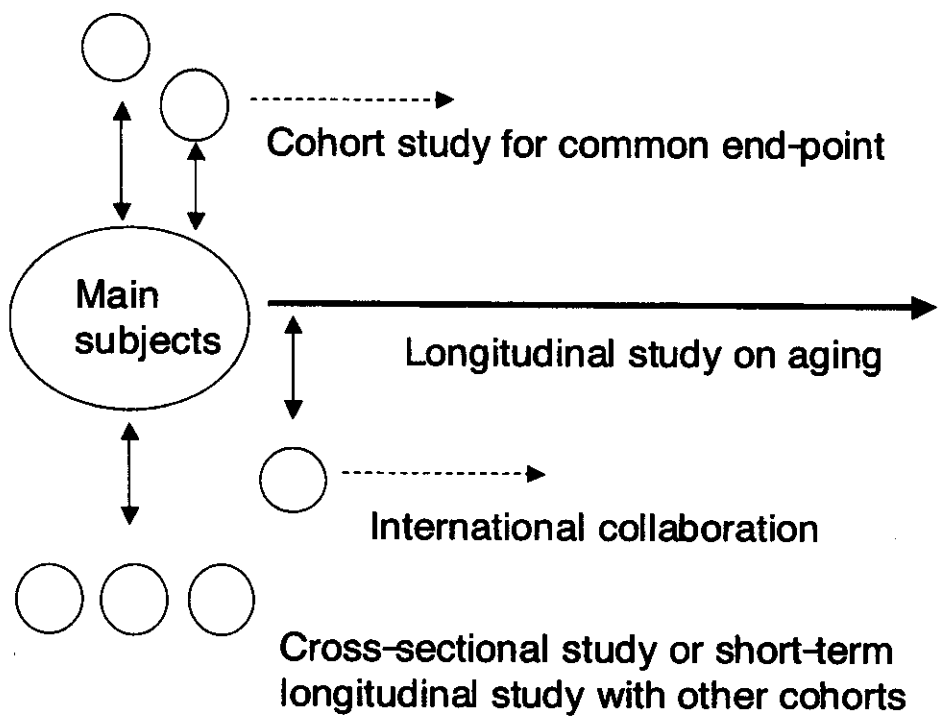 Cohort study for common end-point
Main
subjects
Longitudinal study on aging
International collaboration
Cross-sectional study or short-term
longitudinal study with other cohorts